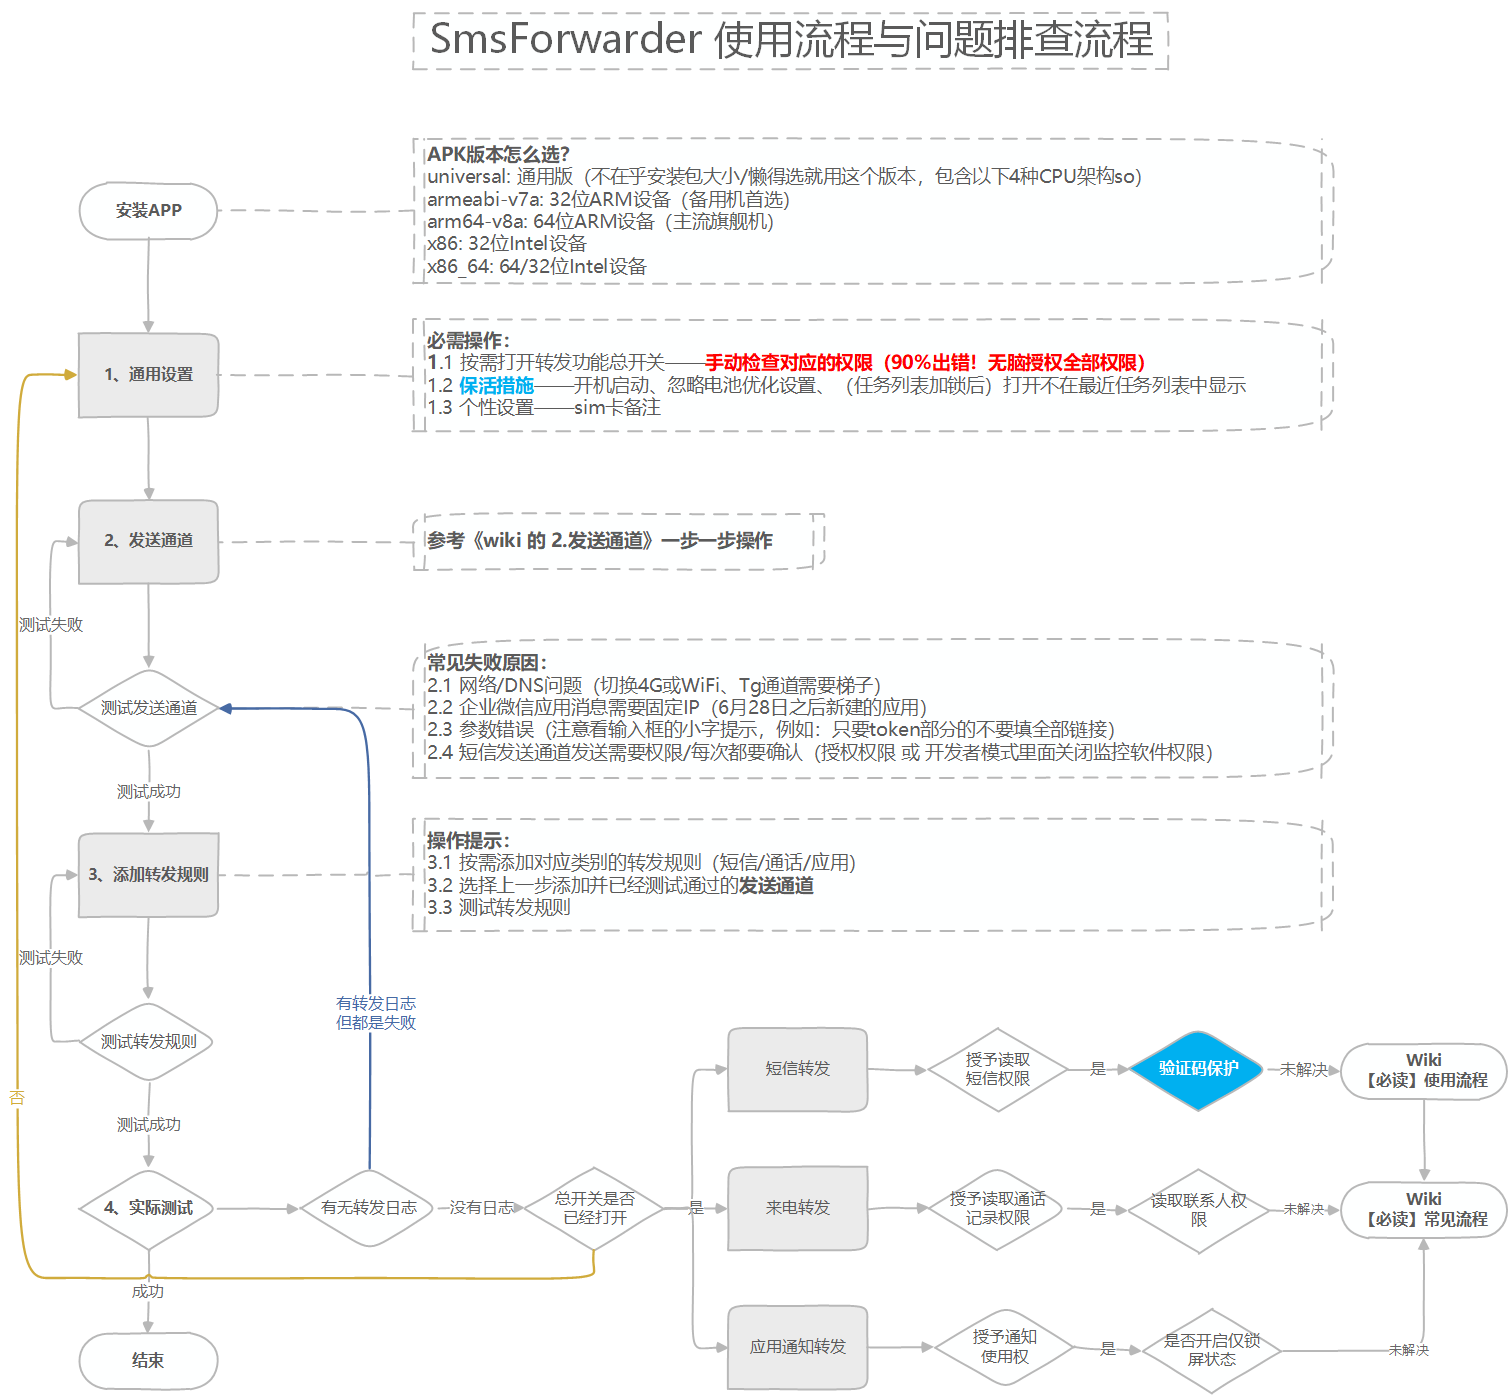 SmsForwarder 使用流程与问题排查流程
APK版本怎么选？
universal: 通用版（不在乎安装包大小/懒得选就用这个版本，包含以下4种CPU架构so）
armeabi-v7a: 32位ARM设备（备用机首选）
arm64-v8a: 64位ARM设备（主流旗舰机）
x86: 32位Intel设备
x86_64: 64/32位Intel设备
安装APP
必需操作：
1.1 按需打开转发功能总开关——手动检查对应的权限（90%出错！无脑授权全部权限）
1.2 保活措施——开机启动、忽略电池优化设置、（任务列表加锁后）打开不在最近任务列表中显示
1.3 个性设置——sim卡备注
1、通用设置
2、发送通道
参考《wiki 的 2.发送通道》一步一步操作
测试失败
常见失败原因：
2.1 网络/DNS问题（切换4G或WiFi、Tg通道需要梯子）
2.2 企业微信应用消息需要固定IP（6月28日之后新建的应用）
2.3 参数错误（注意看输入框的小字提示，例如：只要token部分的不要填全部链接）
2.4 短信发送通道发送需要权限/每次都要确认（授权权限 或 开发者模式里面关闭监控软件权限）
测试发送通道
测试成功
操作提示：
3.1 按需添加对应类别的转发规则（短信/通话/应用）
3.2 选择上一步添加并已经测试通过的发送通道
3.3 测试转发规则
3、添加转发规则
测试失败
有转发日志
但都是失败
测试转发规则
否
测试成功
短信转发
授予读取
短信权限
是
验证码保护
未解决
Wiki
【必读】使用流程
4、实际测试
有无转发日志
没有日志
总开关是否
已经打开
是
来电转发
授予读取通话
记录权限
是
读取联系人权
限
未解决
Wiki
【必读】常见流程
成功
结束
应用通知转发
授予通知
使用权
是
是否开启仅锁
屏状态
未解决